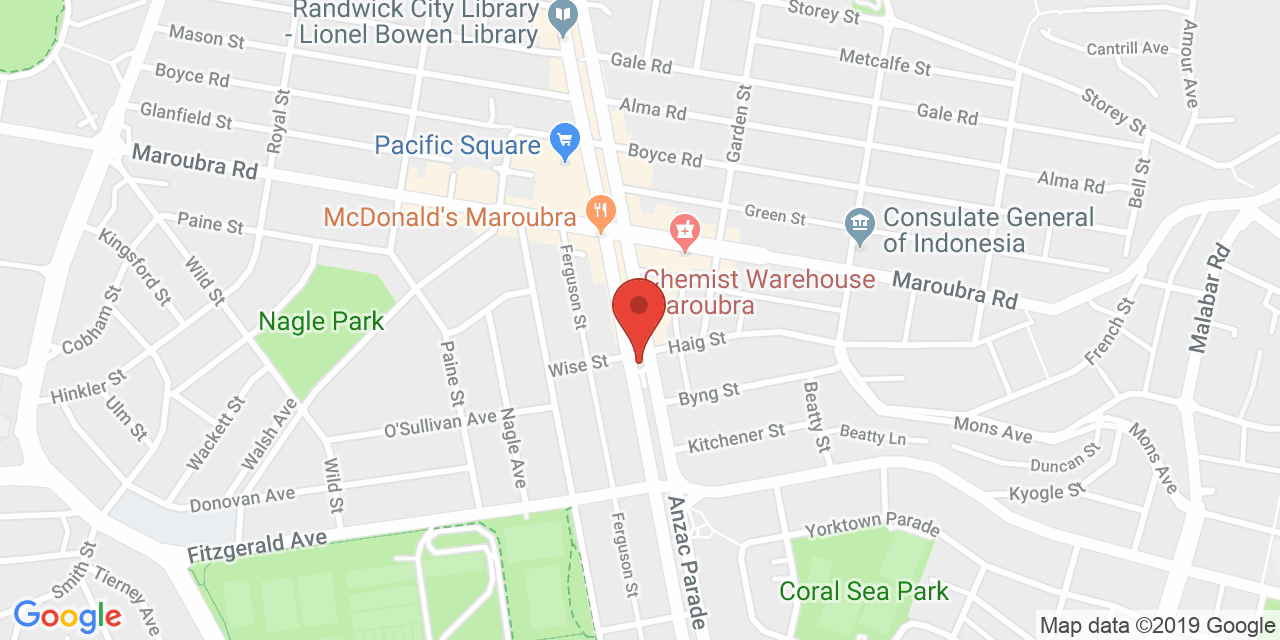 Randwick City Library
- Lionel Bowen Library
Storey St
Mason St
Gale Rd
Metcalfe St
Cantrill Ave
Amour Ave
Boyce Rd
Storey St
Glanfield St
Royal St
Alma Rd
Garden St
Gale Rd
Pacific Square
Boyce Rd
Maroubra Rd
Alma Rd
Bell St
McDonald's Maroubra
Green St
Consulate General
of Indonesia
Paine St
Kingsford St
Wild St
Ferguson St
Chemist Warehouse
aroubra
Maroubra Rd
Malabar Rd
Cobham St
Nagle Park
French St
Haig St
Wise St
Paine St
Hinkler St
Byng St
Beatty St
Ulm St
Wackett St
Walsh Ave
O'Sullivan Ave
Nagle Ave
Kitchener St
Beatty Ln
Mons Ave
Mons Ave
Duncan St
Wild St
Donovan Ave
Kyogle St
Anzac Parade
Ferguson St
Yorktown Parade
Fitzgerald Ave
Smith St
Tierney Ave
Coral Sea Park
Google
Map data ©2019 Google